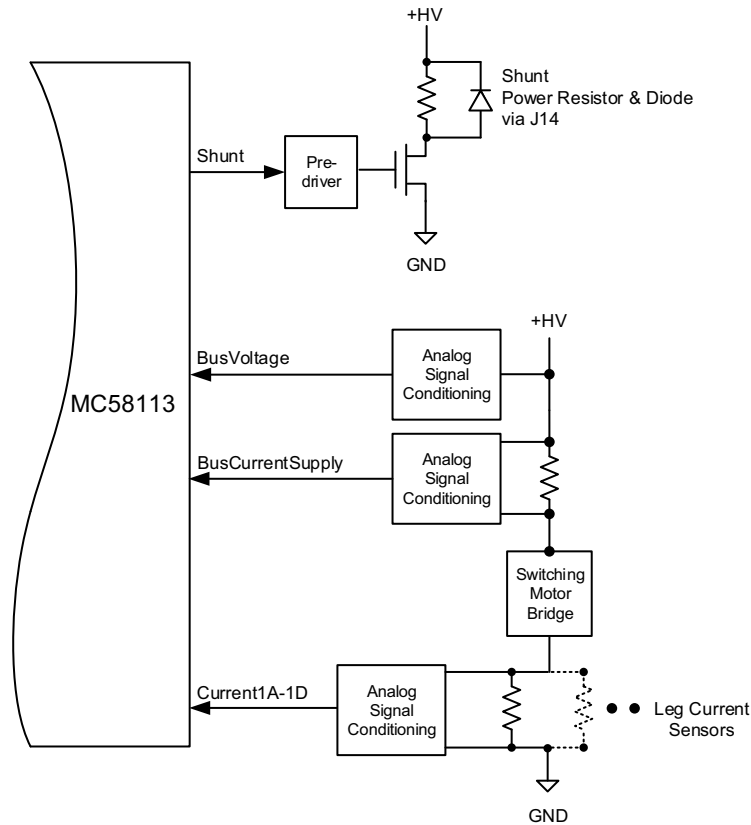 +HV
Shunt
Power Resistor & Diode
via J14
Shunt
Pre-
driver
GND
+HV
BusVoltage
Analog
Signal
Conditioning
MC58113
BusCurrentSupply
Analog
Signal
Conditioning
Switching
Motor
Bridge
Current1A-1D
Analog
Signal
Conditioning
Leg Current
Sensors
GND